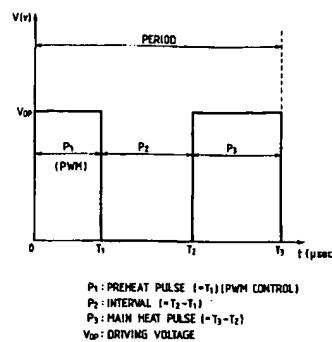 V(v)
PERIOD
VOP
P1 P2 P3
(PWM)
0 T1 T2 T3 t (μsec
P1: PREHEAT PULSE (=T1)(PWM CONTROL)
P2: INTERVAL (=T2-T1)
P3: MAIN HEAT PULSE (=T3-T2)
VOP: DRIVING VOLTAGE